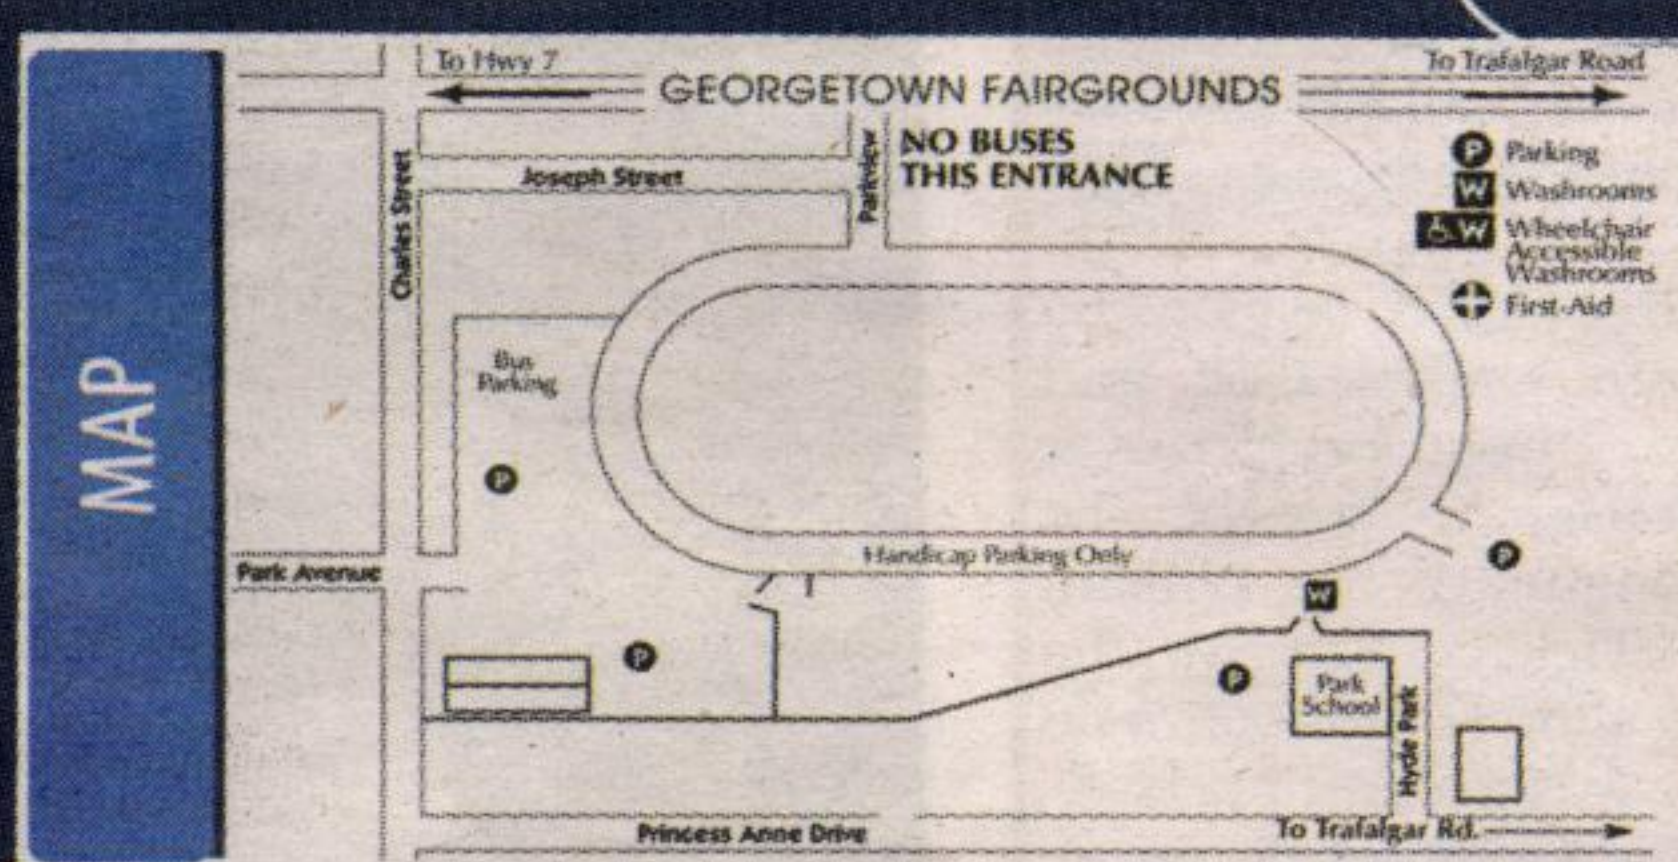 MAP
To Hwy 7
GEORGETOWN FAIRGROUNDS
To Trafalgar Road
NO BUSES
THIS ENTRANCE
Parkview
Joseph Street
Charles Street
P Parking
W Washrooms
W Wheelchair
Accessible
Washrooms
First-Aid
Bus
Parking
P
Handicap Parking Only
P
Park Avenue
W
P
P
Park
School
Hyde Park
Princess Anne Drive
To Trafalgar Rd.